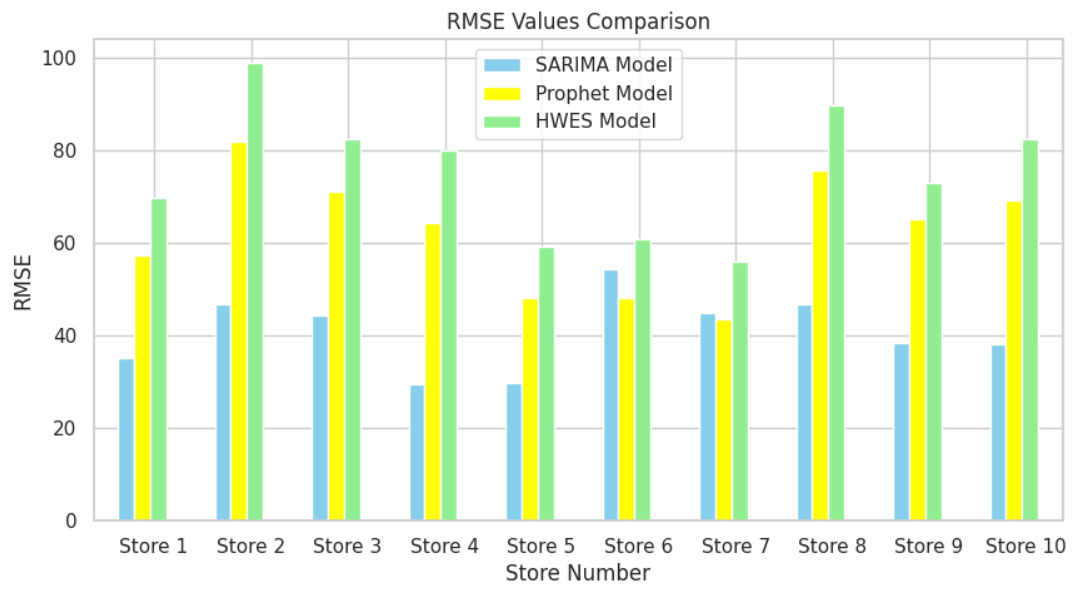 RMSE Values Comparison
SARIMA Model
Prophet Model
HWES Model
RMSE
100
80
60
40
20
0
Store 1 Store 2 Store 3 Store 4 Store 5 Store 6 Store 7 Store 8 Store 9 Store 10
Store Number